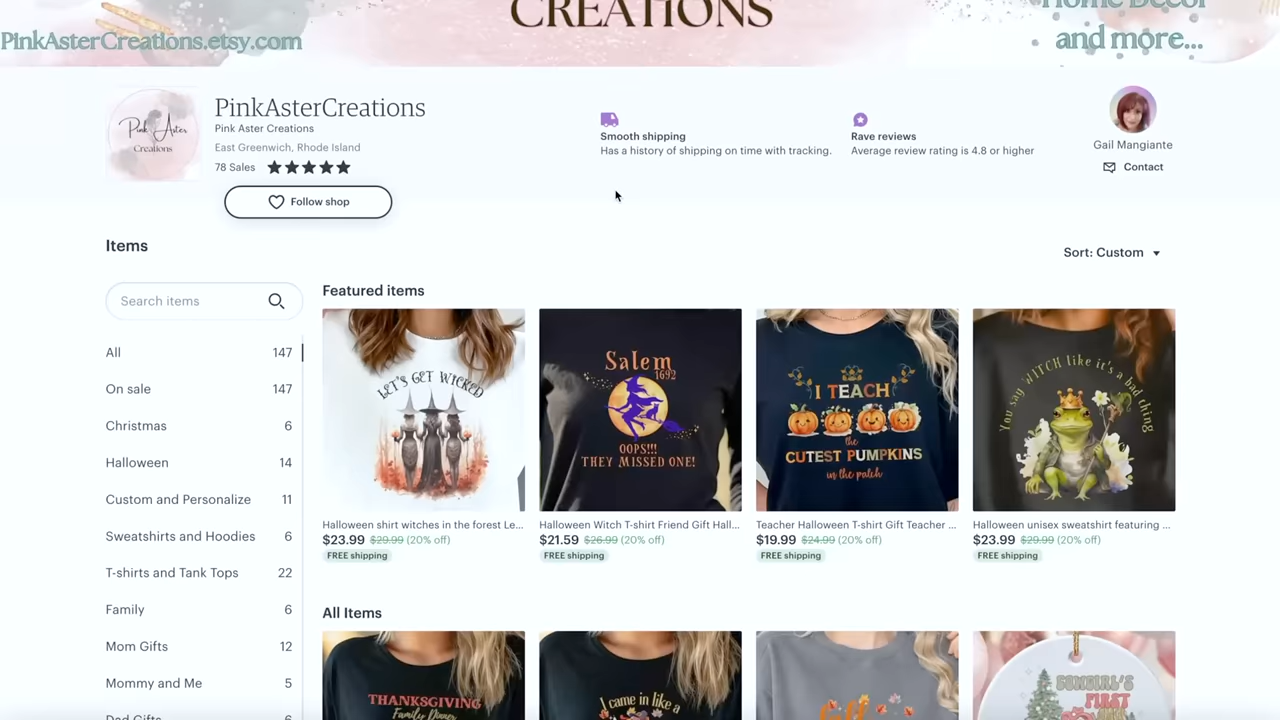 CREATIONS
PinkAsterCreations.etsy.com
Home Decor
and more...
Pink Aster
Creations
PinkAsterCreations
Pink Aster Creations
East Greenwich, Rhode Island
78 Sales
Follow shop
Smooth shipping
Has a history of shipping on time with tracking.
Rave reviews
Average review rating is 4.8 or higher
Gail Mangiante
Contact
Items
Sort: Custom
Search items
All 147
On sale 147
Christmas 6
Halloween 14
Custom and Personalize 11
Sweatshirts and Hoodies 6
T-shirts and Tank Tops 22
Family 6
Mom Gifts 12
Mommy and Me 5
Dad Gifts 6
Featured items
LET'S GET WICKED
Salem
1692
OOPS!!!
THEY MISSED ONE!
I TEACH
the
CUTEST PUMPKINS
in the patch
You say WITCH like it's a bad thing
Halloween shirt witches in the forest Le...
$23.99 $29.99 (20% off)
FREE shipping
Halloween Witch T-shirt Friend Gift Hall...
$21.59 $26.99 (20% off)
FREE shipping
Teacher Halloween T-shirt Gift Teacher ...
$19.99 $24.99 (20% off)
FREE shipping
Halloween unisex sweatshirt featuring ...
$23.99 $29.99 (20% off)
FREE shipping
All Items
THANKSGIVING
Family Dinner
I came in like a
FIRST